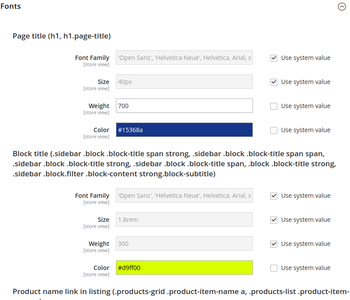 Fonts
Page title (h1, h1.page-title)
Font Family
[store view]
'Open Sans', 'Helvetica Neue', Helvetica, Arial, s
Use system value
Size
[store view]
40px
Use system value
Weight
[store view]
700
Use system value
Color
[store view]
#15368a
Use system value
Block title (.sidebar .block .block-title span strong, .sidebar .block .block-title span span,
.sidebar .block .block-title strong, .sidebar .block .block-title span, .block .block-title strong,
.sidebar .block.filter .block-content strong.block-subtitle)
Font Family
[store view]
'Open Sans', 'Helvetica Neue', Helvetica, Arial, s
Use system value
Size
[store view]
1.8rem
Use system value
Weight
[store view]
300
Use system value
Color
[store view]
#d9ff00
Use system value
Product name link in listing (.products-grid .product-item-name a, .products-list .product-item-